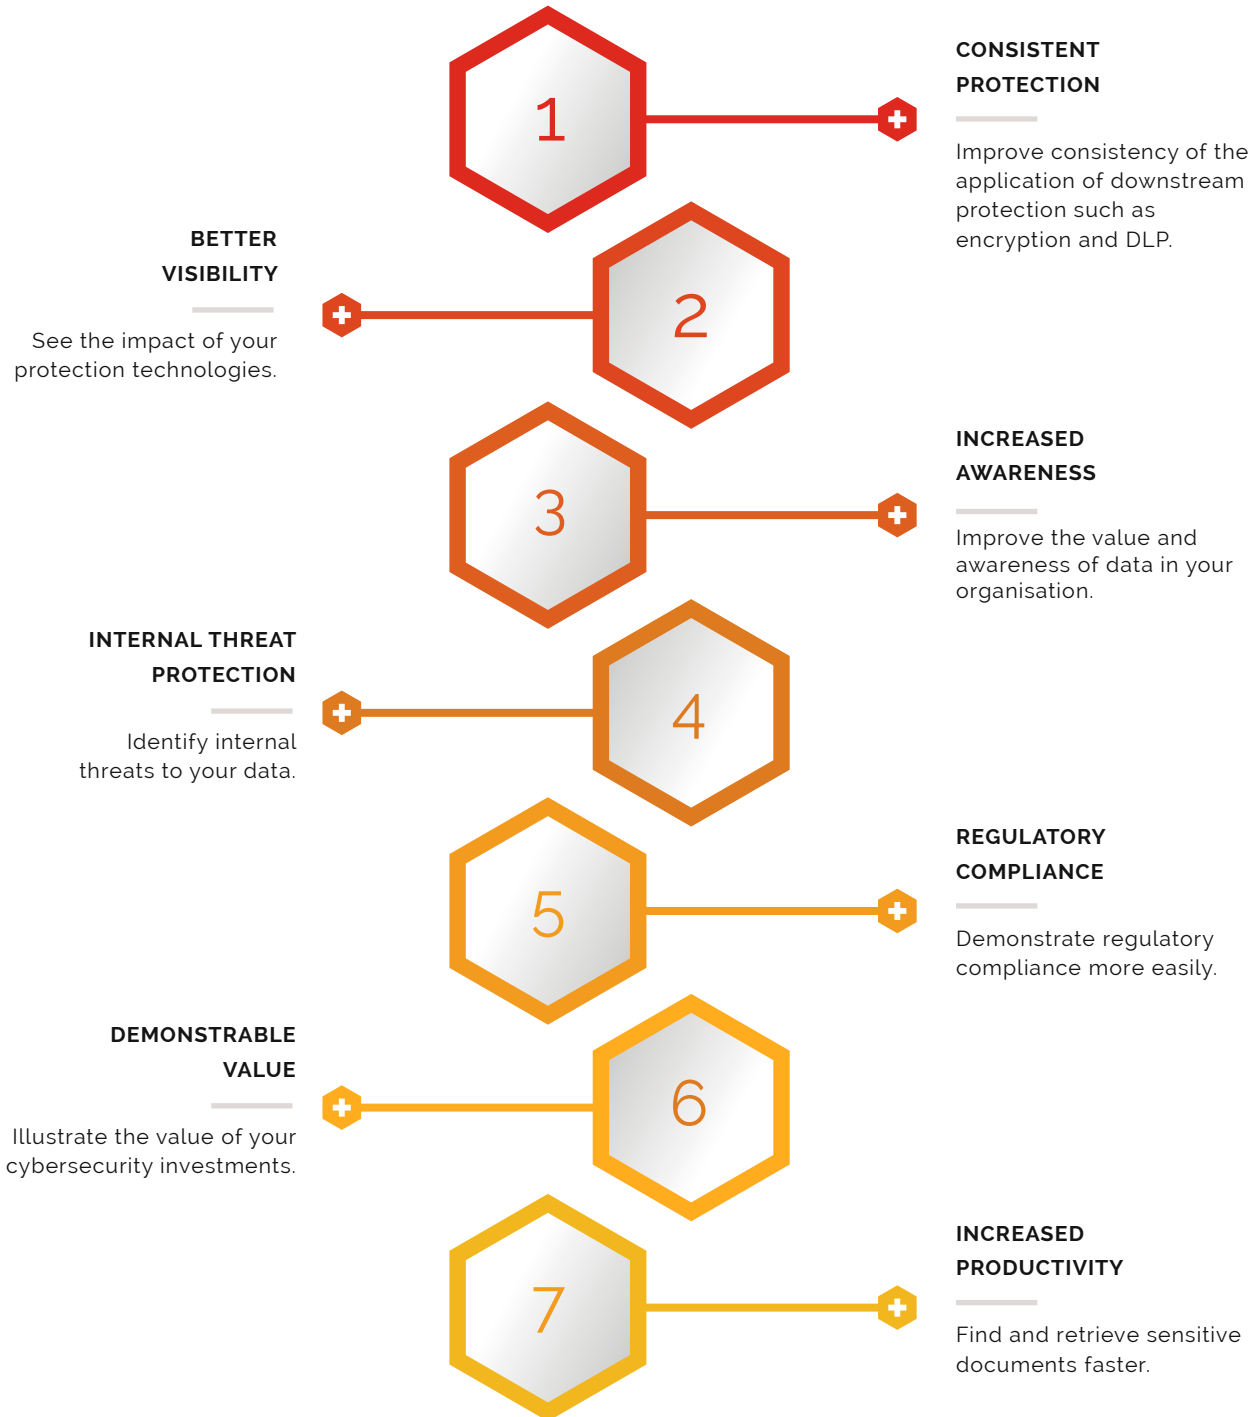 1
CONSISTENT
PROTECTION
Improve consistency of the
application of downstream
protection such as
encryption and DLP.
2
BETTER
VISIBILITY
See the impact of your
protection technologies.
3
INCREASED
AWARENESS
Improve the value and
awareness of data in your
organisation.
4
INTERNAL THREAT
PROTECTION
Identify internal
threats to your data.
5
REGULATORY
COMPLIANCE
Demonstrate regulatory
compliance more easily.
6
DEMONSTRABLE
VALUE
Illustrate the value of your
cybersecurity investments.
7
INCREASED
PRODUCTIVITY
Find and retrieve sensitive
documents faster.